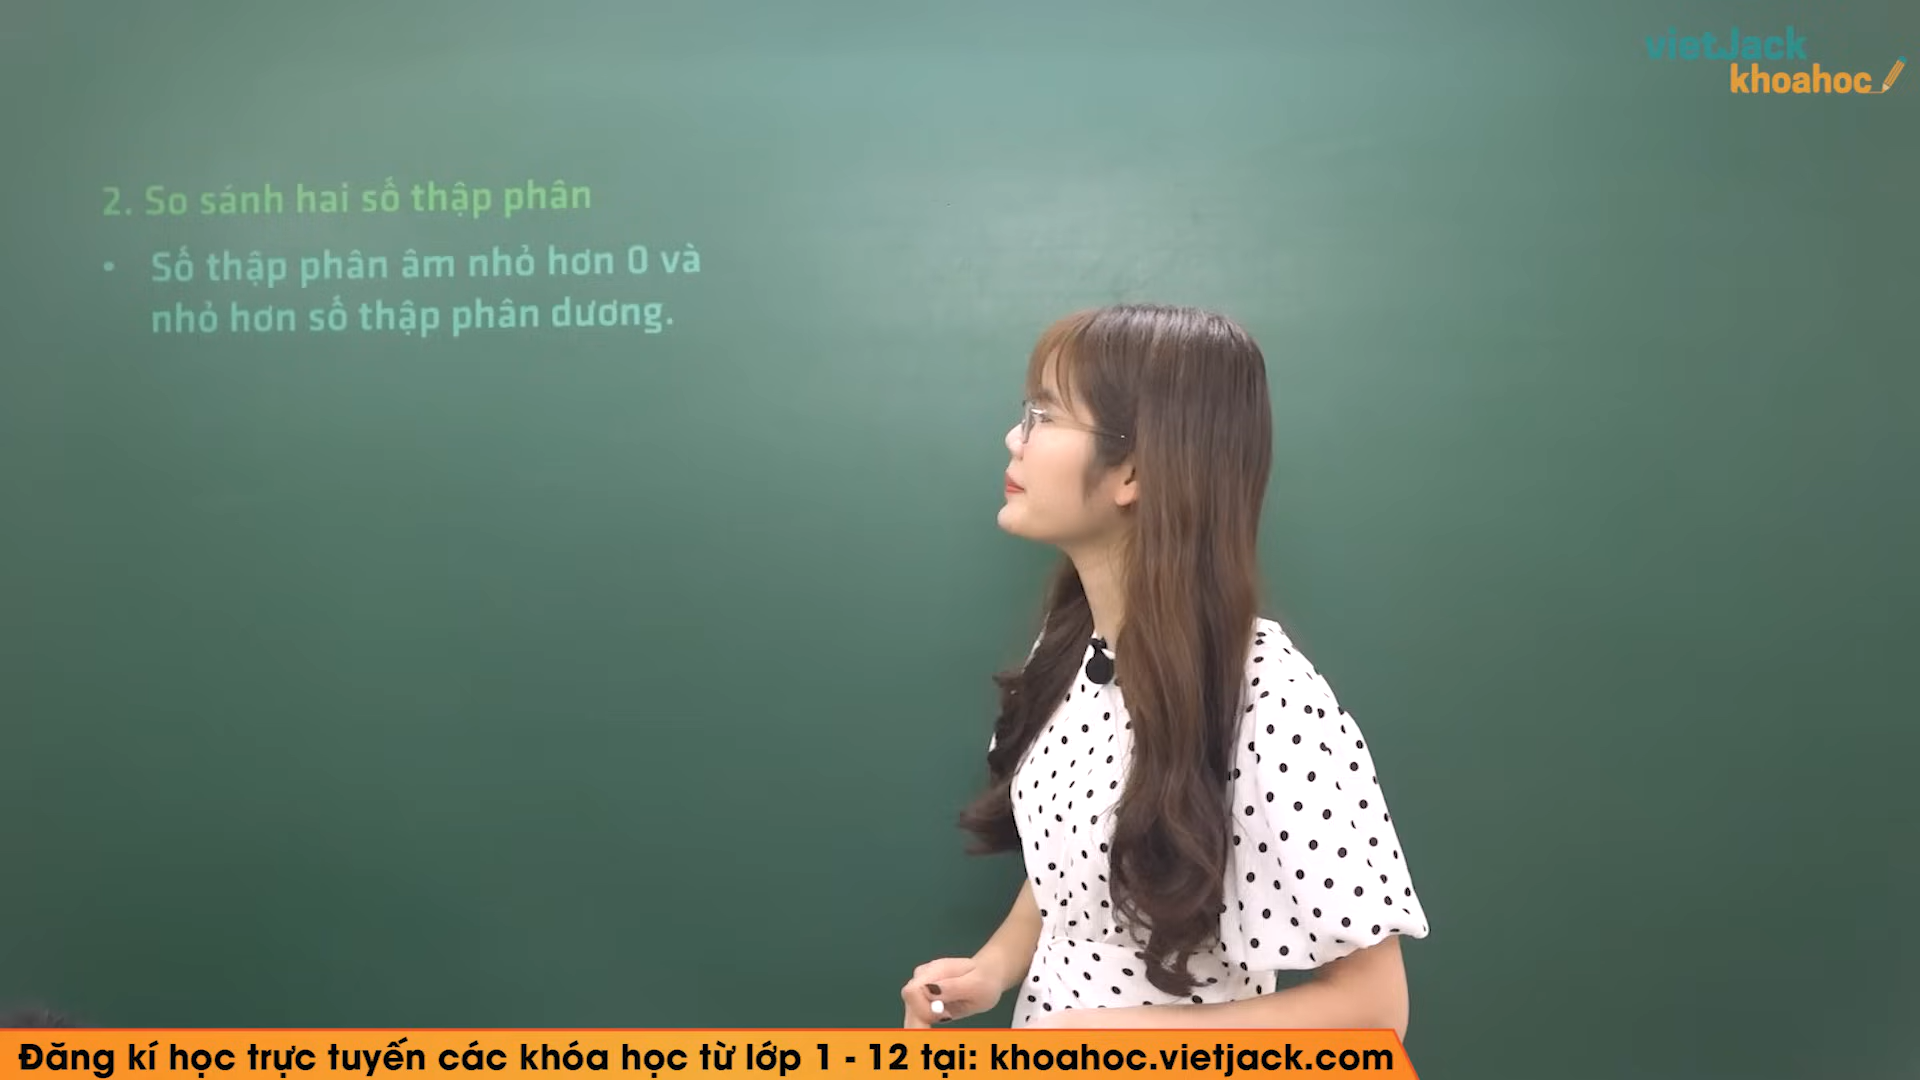 vietJack
khoahoc
2. So sánh hai số thập phân
• Số thập phân âm nhỏ hơn 0 và
nhỏ hơn số thập phân dương.
Đăng kí học trực tuyến các khóa học từ lớp 1 - 12 tại: khoahoc.vietjack.com